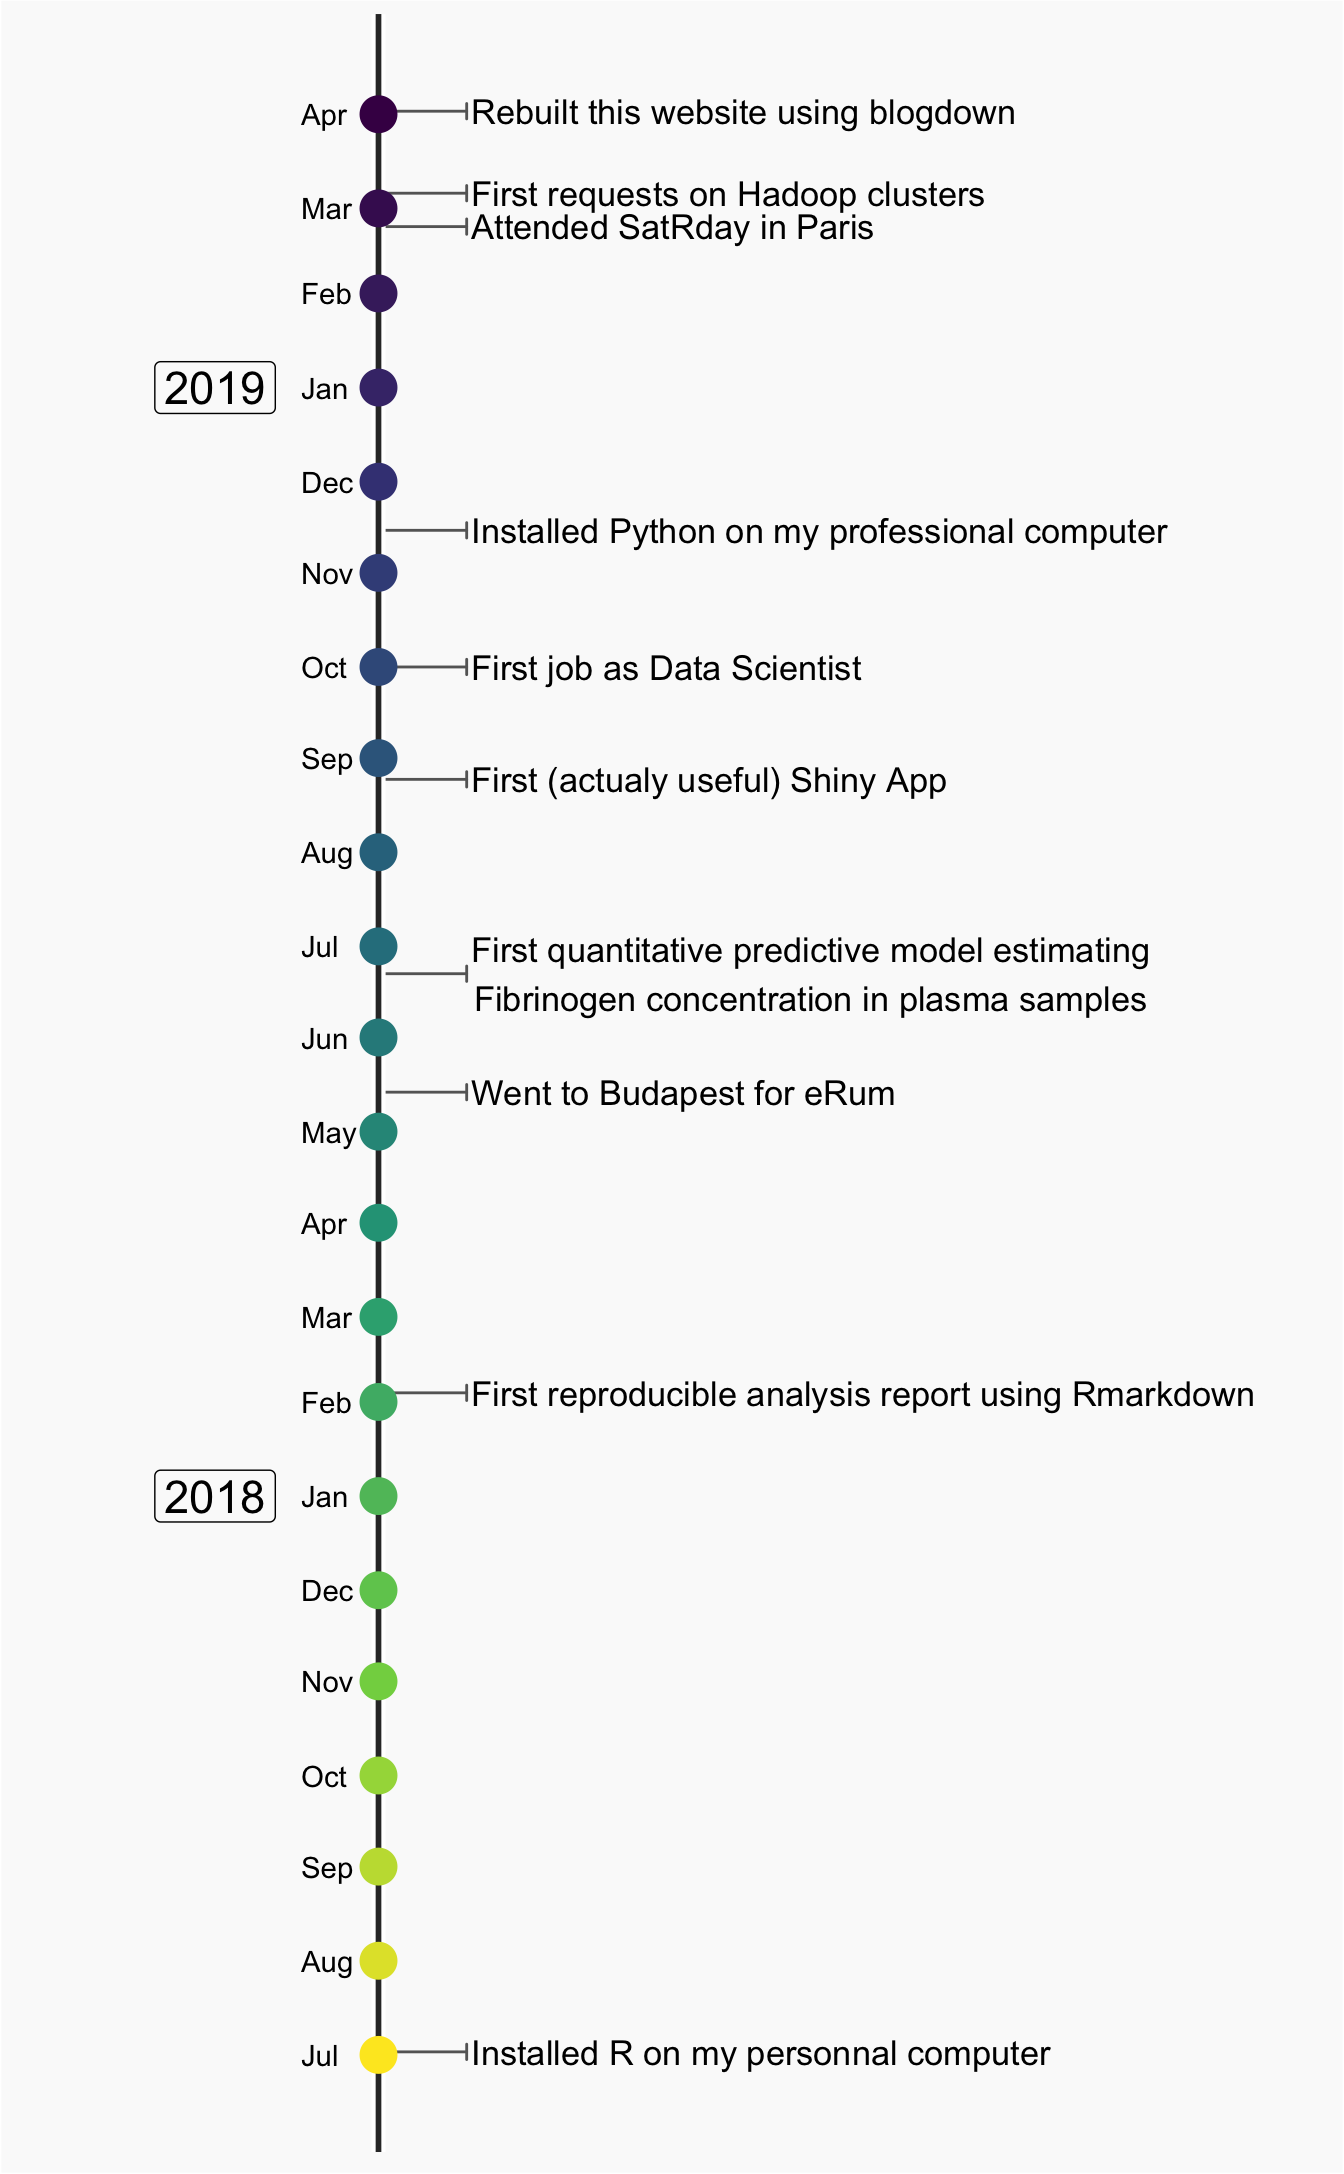 Apr
Rebuilt this website using blogdown
First requests on Hadoop clusters
Mar
Attended SatRday in Paris
Feb
2019
Jan
Dec
Installed Python on my professional computer
Nov
Oct
First job as Data Scientist
Sep
First (actualy useful) Shiny App
Aug
Jul
First quantitative predictive model estimating
Fibrinogen concentration in plasma samples
Jun
Went to Budapest for eRum
May
Apr
Mar
Feb
First reproducible analysis report using Rmarkdown
2018
Jan
Dec
Nov
Oct
Sep
Aug
Jul
Installed R on my personnal computer